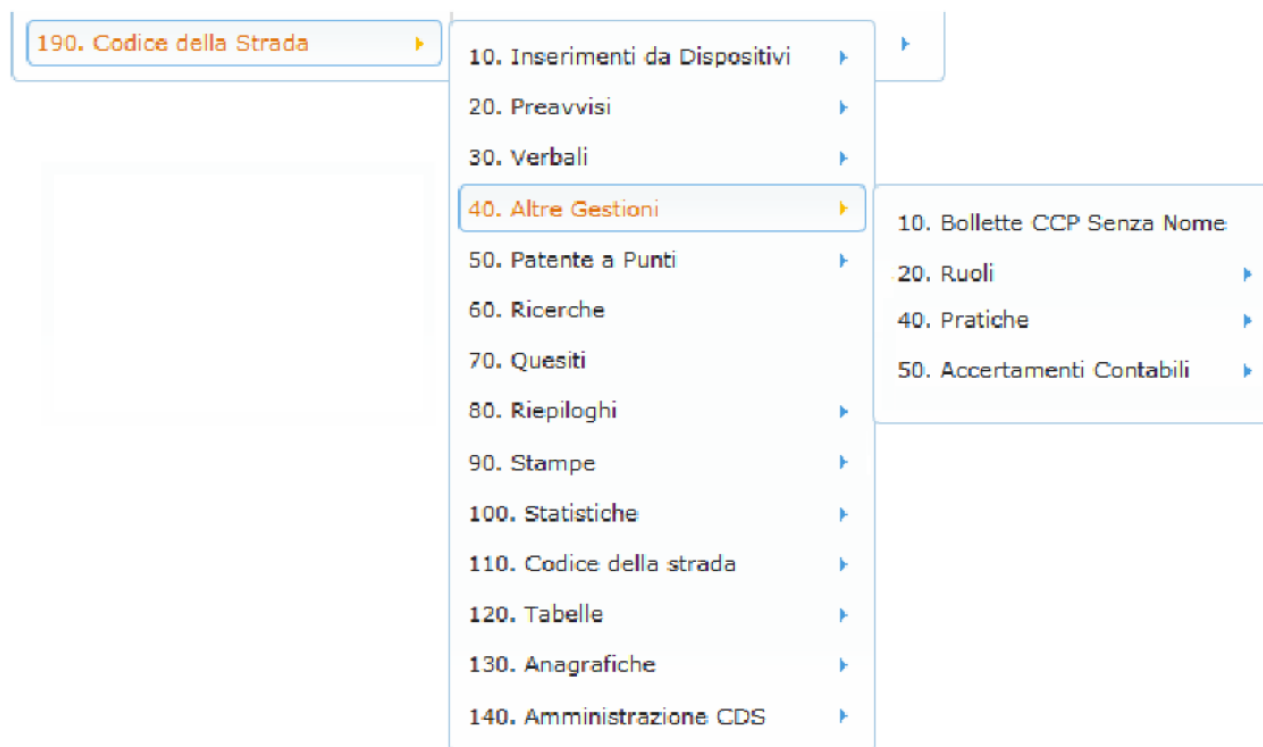 190. Codice della Strada
10. Inserimenti da Dispositivi
20. Preavvisi
30. Verbali
40. Altre Gestioni
50. Patente a Punti
60. Ricerche
70. Quesiti
80. Riepiloghi
90. Stampe
100. Statistiche
110. Codice della strada
120. Tabelle
130. Anagrafiche
140. Amministrazione CDS
10. Bollette CCP Senza Nome
20. Ruoli
40. Pratiche
50. Accertamenti Contabili